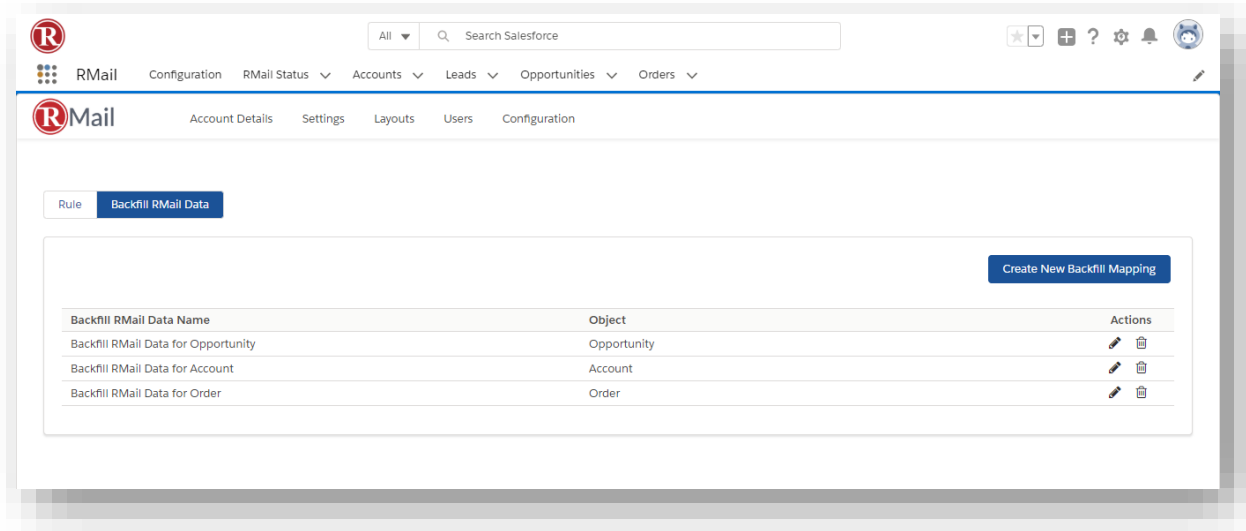 R
All Search Salesforce
?
RMail Configuration RMail Status Accounts Leads Opportunities Orders
RMail Account Details Settings Layouts Users Configuration
Rule Backfill RMail Data
Create New Backfill Mapping
Backfill RMail Data Name Object Actions
Backfill RMail Data for Opportunity Opportunity
Backfill RMail Data for Account Account
Backfill RMail Data for Order Order